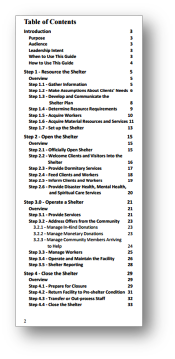 Table of Contents
Introduction 3
Purpose 3
Audience 3
Leadership Intent 3
When to Use This Guide 3
How to Use This Guide 4
Step 1 - Resource the Shelter 5
Overview 5
Step 1.1 - Gather Information 5
Step 1.2 - Make Assumptions About Clients' Needs 6
Step 1.3 - Develop and Communicate the
Shelter Plan 8
Step 1.4 - Determine Resource Requirements 9
Step 1.5 - Acquire Workers 10
Step 1.6 - Acquire Material Resources and Services 11
Step 1.7 - Set up the Shelter 13
Step 2 - Open the Shelter 15
Overview 15
Step 2.1 - Officially Open Shelter 15
Step 2.2 - Welcome Clients and Visitors into the
Shelter 16
Step 2.3 - Provide Dormitory Services 17
Step 2.4 - Feed Clients and Workers 18
Step 2.5 - Inform Clients and Workers 19
Step 2.6 - Provide Disaster Health, Mental Health,
and Spiritual Care Services 20
Step 3.0 - Operate a Shelter 21
Overview 21
Step 3.1 - Provide Services 21
Step 3.2 - Address Offers from the Community 23
3.2.1 - Manage In-Kind Donations 23
3.2.2 - Manage Monetary Donations 23
3.2.3 - Manage Community Members Arriving
to Help 24
Step 3.3 - Manage Workers 25
Step 3.4 - Operate and Maintain the Facility 26
Step 3.5 - Shelter Reporting 28
Step 4 - Close the Shelter 29
Overview 29
Step 4.1 - Prepare for Closure 29
Step 4.2 - Return Facility to Pre-shelter Condition 31
Step 4.3 - Transfer or Out-process Staff 32
Step 4.4 - Close the Shelter 33
2